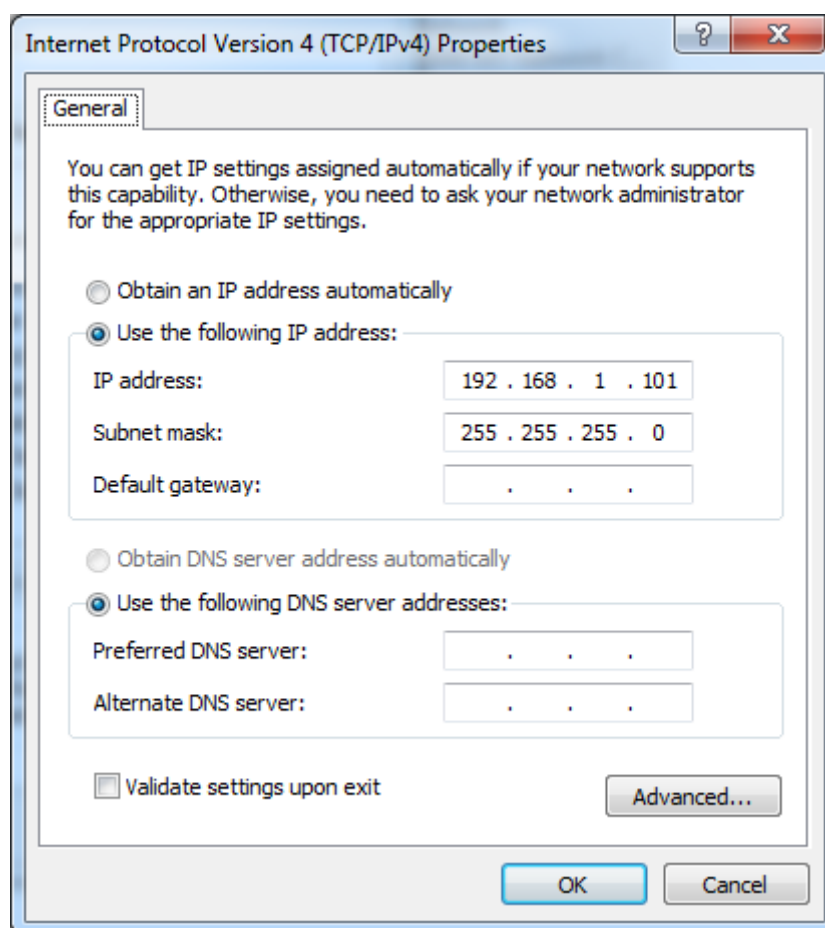 Internet Protocol Version 4 (TCP/IPv4) Properties
General
You can get IP settings assigned automatically if your network supports
this capability. Otherwise, you need to ask your network administrator
for the appropriate IP settings.
Obtain an IP address automatically
Use the following IP address:
IP address: 192 . 168 . 1 . 101
Subnet mask: 255 . 255 . 255 . 0
Default gateway: . . .
Obtain DNS server address automatically
Use the following DNS server addresses:
Preferred DNS server: . . .
Alternate DNS server: . . .
Validate settings upon exit
Advanced...
OK Cancel